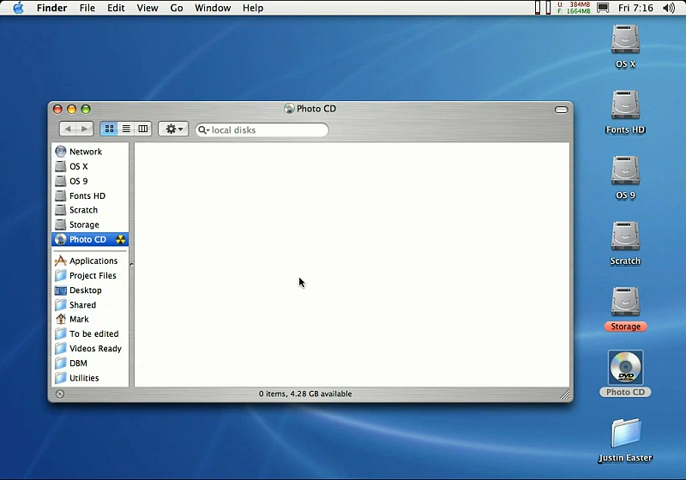 Finder File Edit View Go Window Help
U: 384MB
F: 1664MB
Fri 7:16
Photo CD
local disks
Network
OS X
OS 9
Fonts HD
Scratch
Storage
Photo CD
Applications
Project Files
Desktop
Shared
Mark
To be edited
Videos Ready
DBM
Utilities
0 items, 4.28 GB available
OS X
Fonts HD
OS 9
Scratch
Storage
DVD
Photo CD
Justin Easter